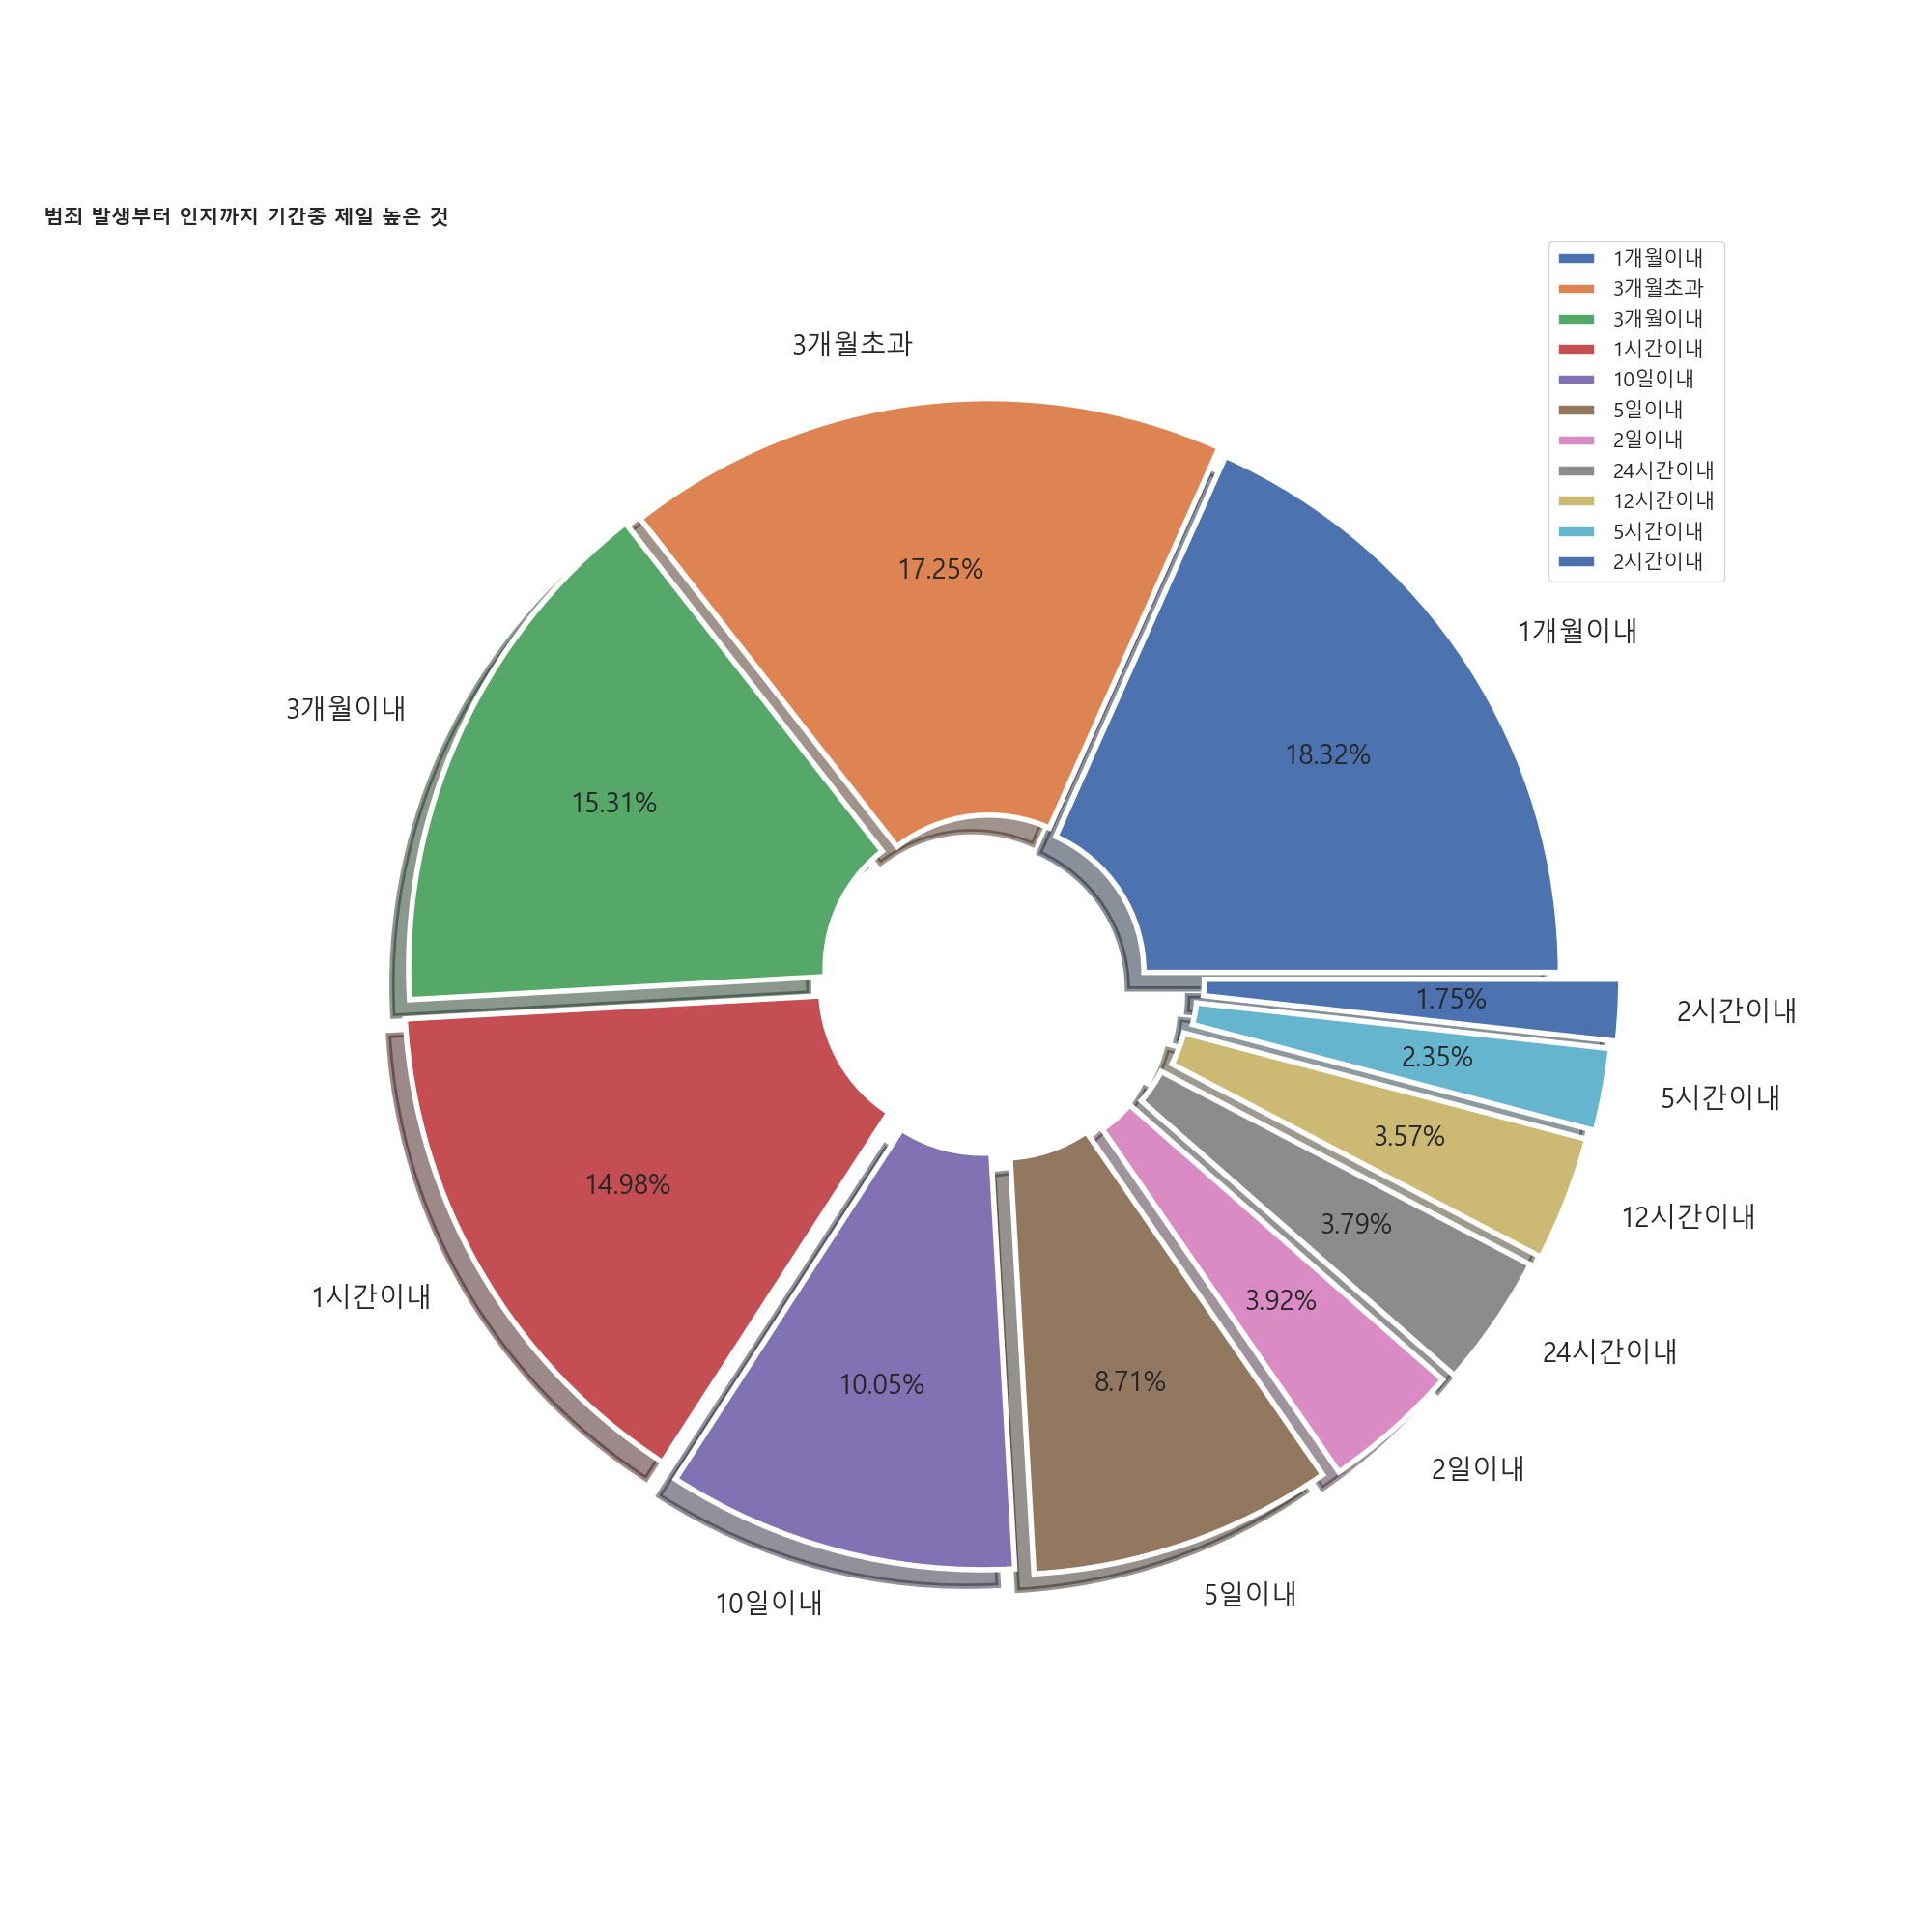 범죄 발생부터 인지까지 기간중 제일 높은 것
1개월이내
3개월초과
3개월이내
1시간이내
10일이내
5일이내
2일이내
24시간이내
12시간이내
5시간이내
2시간이내
3개월초과
17.25%
1개월이내
18.32%
3개월이내
15.31%
1시간이내
14.98%
10일이내
10.05%
5일이내
8.71%
2일이내
3.92%
24시간이내
3.79%
12시간이내
3.57%
5시간이내
2.35%
2시간이내
1.75%